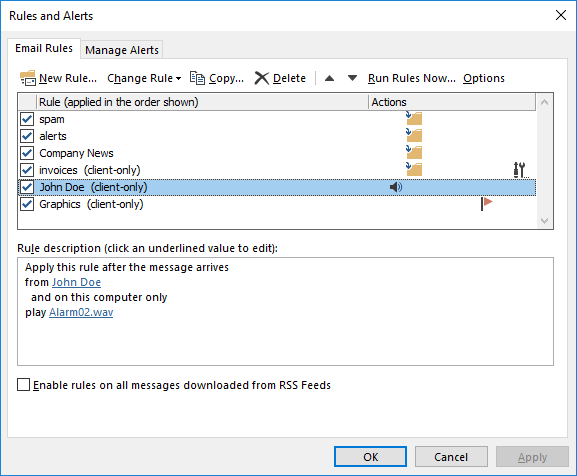 Rules and Alerts
Email Rules Manage Alerts
New Rule... Change Rule Copy... Delete Run Rules Now... Options
Rule (applied in the order shown) Actions
spam
alerts
Company News
invoices (client-only)
John Doe (client-only)
Graphics (client-only)
Rule description (click an underlined value to edit):
Apply this rule after the message arrives
from John Doe
and on this computer only
play Alarm02.wav
Enable rules on all messages downloaded from RSS Feeds
OK Cancel Apply